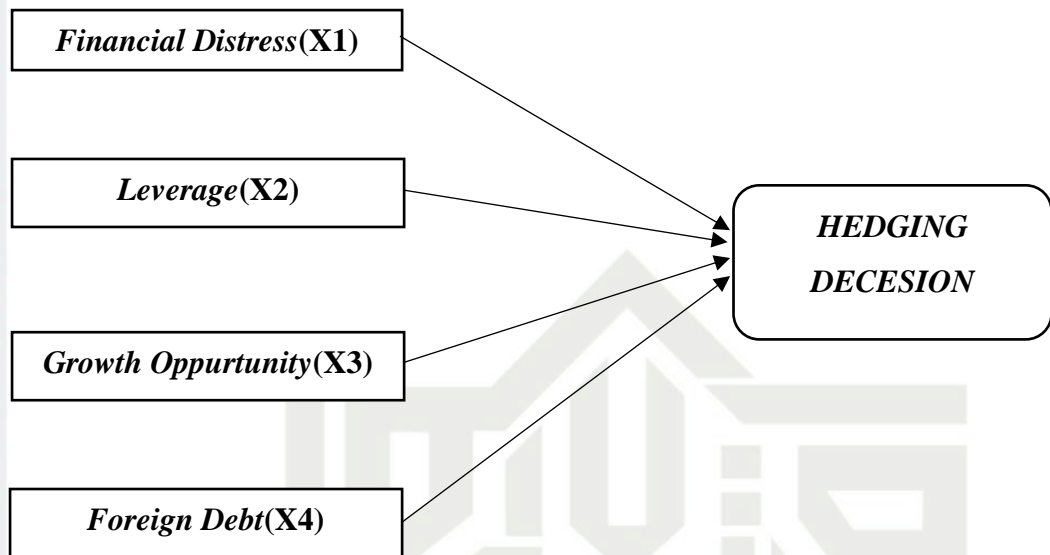 Financial Distress(X1)
Leverage(X2)
HEDGING
DECESION
Growth Oppurtunity(X3)
Foreign Debt(X4)